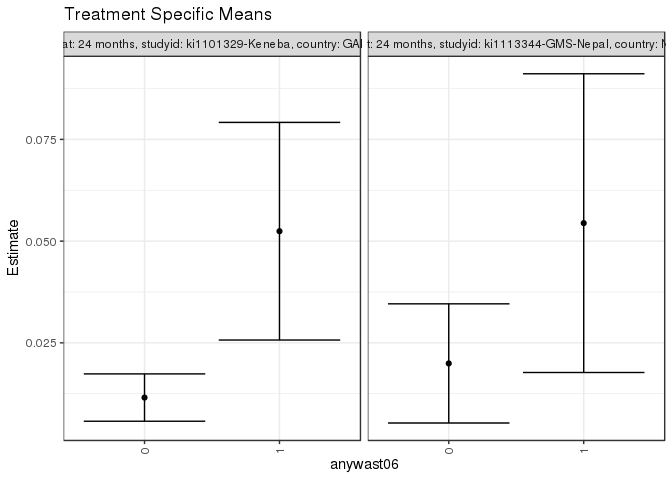 Treatment Specific Means
at: 24 months, studyid: ki1101329-Keneba, country: GA
t: 24 months, studyid: ki1113344-GMS-Nepal, country:
0.075
0.050
0.025
Estimate
0
1
0
1
anywast06